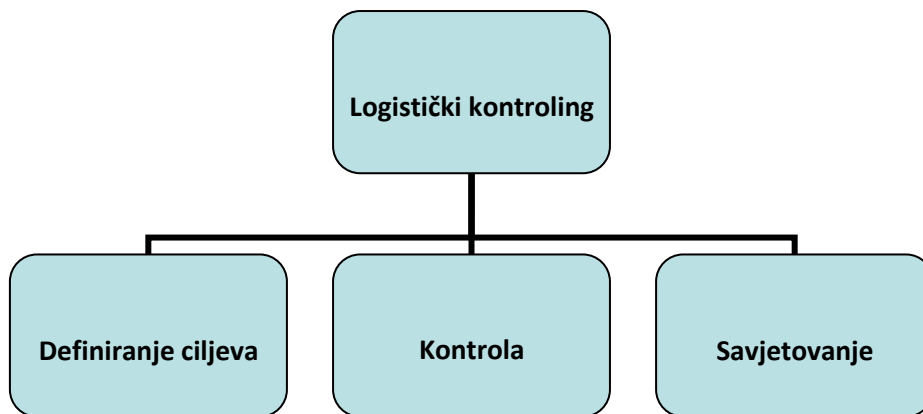 Logistički kontroling
Definiranje ciljeva
Kontrola
Savjetovanje